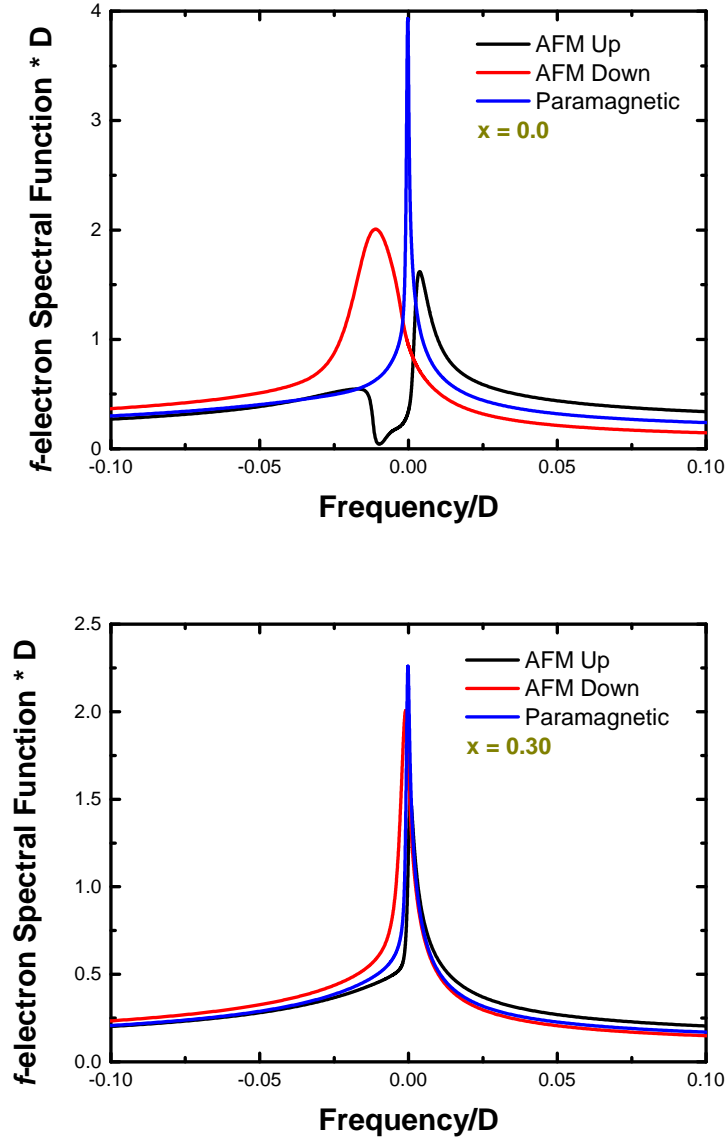 4
3
2
1
0
f-electron Spectral Function * D
AFM Up
AFM Down
Paramagnetic
x = 0.0
-0.10 -0.05 0.00 0.05 0.10
Frequency/D
2.5
2.0
1.5
1.0
0.5
0.0
f-electron Spectral Function * D
AFM Up
AFM Down
Paramagnetic
x = 0.30
-0.10 -0.05 0.00 0.05 0.10
Frequency/D